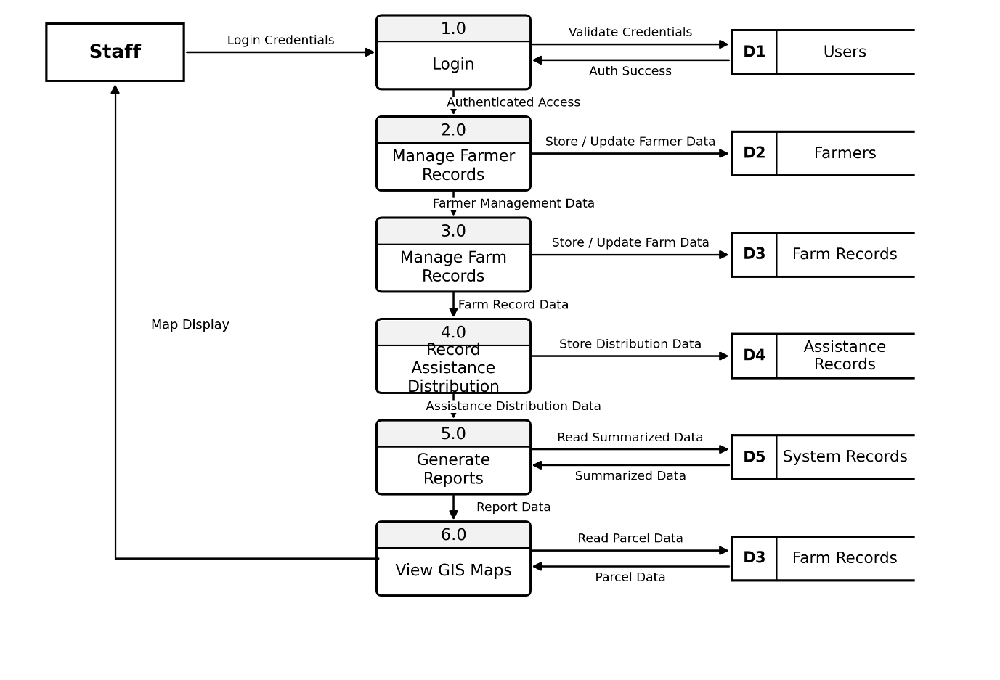 Staff
Login Credentials
1.0
Login
Validate Credentials
Auth Success
D1
Users
Authenticated Access
2.0
Manage Farmer
Records
Store / Update Farmer Data
D2
Farmers
Farmer Management Data
3.0
Manage Farm
Records
Store / Update Farm Data
D3
Farm Records
Farm Record Data
Map Display
4.0
Record
Assistance
Distribution
Store Distribution Data
D4
Assistance
Records
Assistance Distribution Data
5.0
Generate
Reports
Read Summarized Data
Summarized Data
D5
System Records
Report Data
6.0
View GIS Maps
Read Parcel Data
Parcel Data
D3
Farm Records